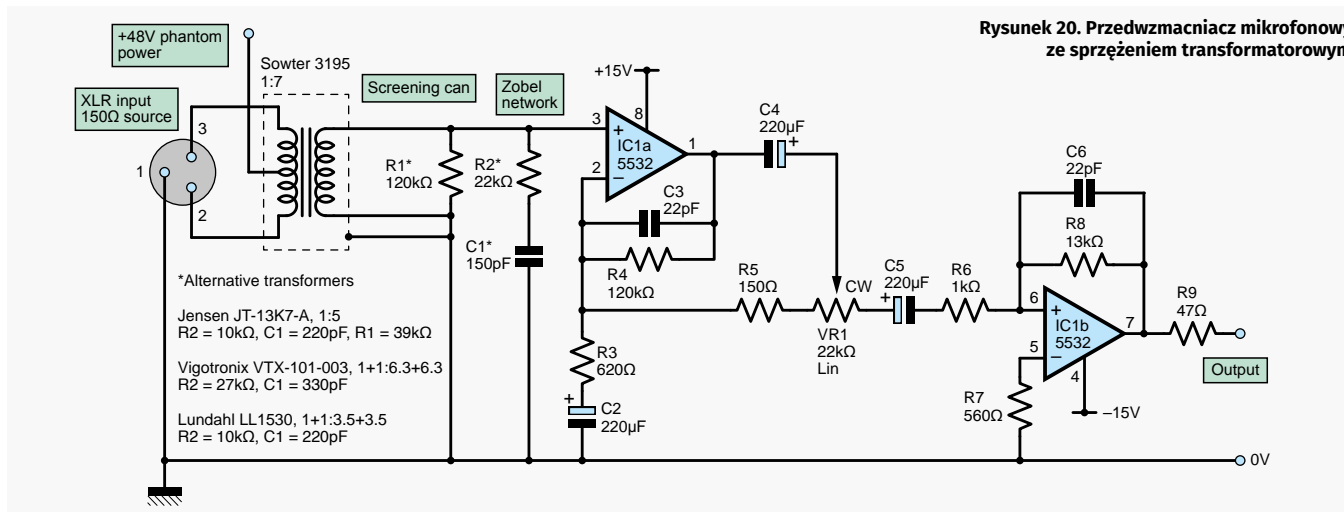 Rysunek 20. Przedwzmacniacz mikrofonowy
ze sprzężeniem transformatorowym
+48V phantom
power
Sowter 3195
1:7
Screening can
Zobel
network
XLR input
150Ω source
3
1
2
R1*
120kΩ
R2*
22kΩ
C1*
150pF
+15V
3
8
+
IC1a
5532
1
2
−
C3
22pF
R4
120kΩ
C4
220µF
+
R3
620Ω
+
C2
220µF
R5
150Ω
CW
VR1
22kΩ
Lin
C5
220µF
+
R6
1kΩ
C6
22pF
R8
13kΩ
6
+
IC1b
5532
7
5
−
4
−15V
R7
560Ω
R9
47Ω
Output
0V
*Alternative transformers
Jensen JT-13K7-A, 1:5
R2 = 10kΩ, C1 = 220pF, R1 = 39kΩ
Vigotronix VTX-101-003, 1+1:6.3+6.3
R2 = 27kΩ, C1 = 330pF
Lundahl LL1530, 1+1:3.5+3.5
R2 = 10kΩ, C1 = 220pF